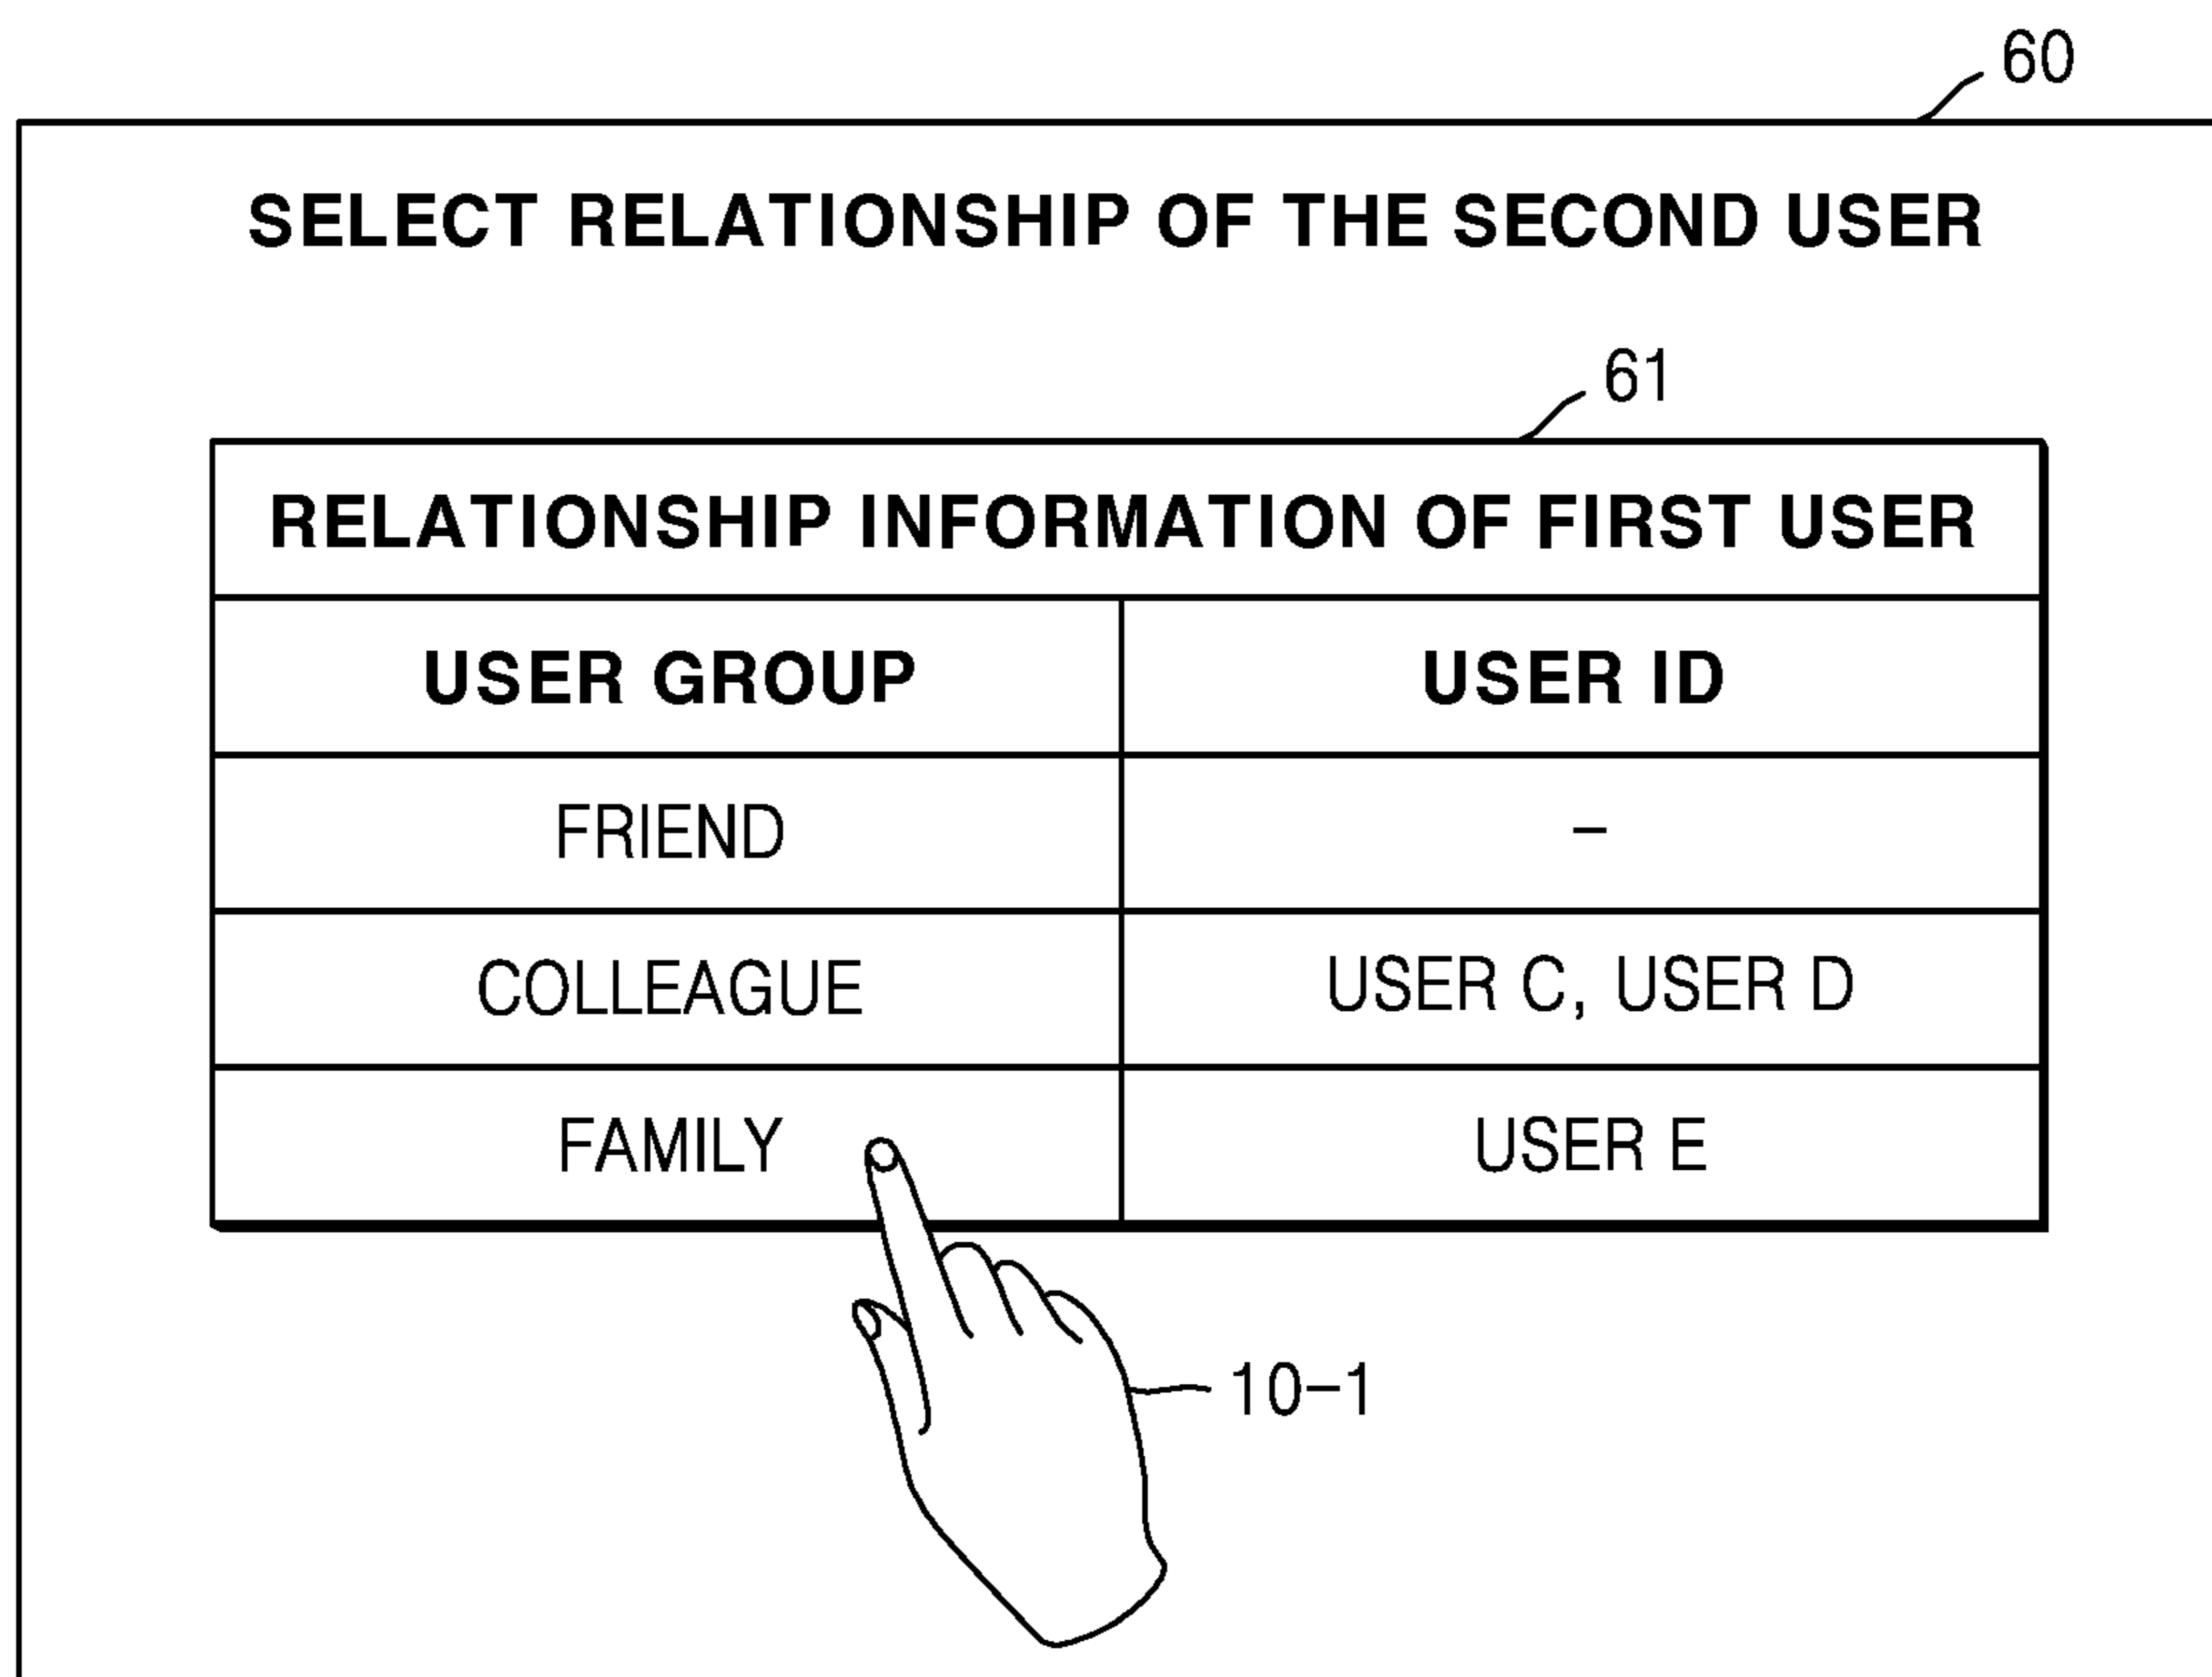 60
SELECT RELATIONSHIP OF THE SECOND USER
61
RELATIONSHIP INFORMATION OF FIRST USER
USER GROUP USER ID
FRIEND –
COLLEAGUE USER C, USER D
FAMILY USER E
10–1